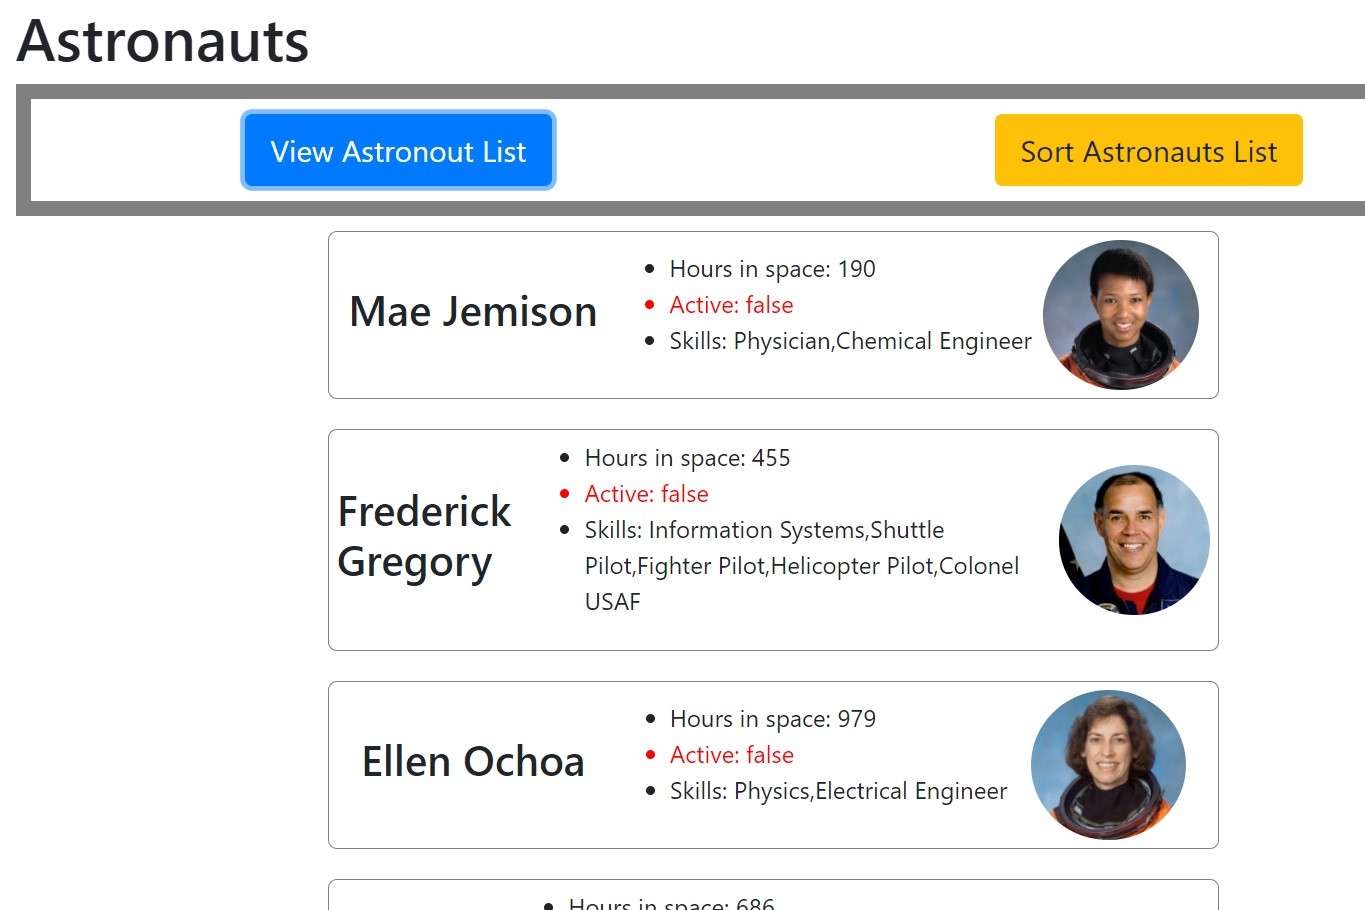 Astronauts
View Astronout List
Sort Astronauts List
Mae Jemison
Hours in space: 190
Active: false
Skills: Physician,Chemical Engineer
Frederick
Gregory
Hours in space: 455
Active: false
Skills: Information Systems,Shuttle
Pilot,Fighter Pilot,Helicopter Pilot,Colonel
USAF
Ellen Ochoa
Hours in space: 979
Active: false
Skills: Physics,Electrical Engineer
Hours in space: 686